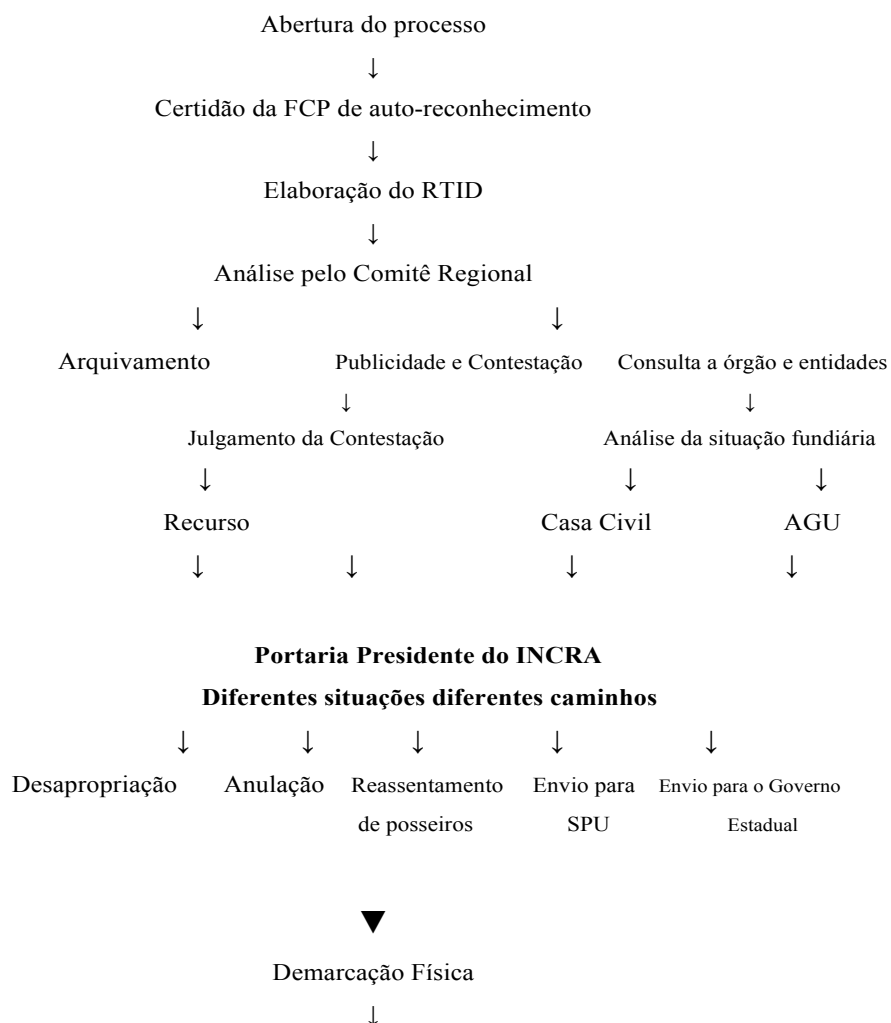 Abertura do processo
↓
Certidão da FCP de auto-reconhecimento
↓
Elaboração do RTID
↓
Análise pelo Comitê Regional
↓ ↓
Arquivamento Publicidade e Contestação Consulta a órgão e entidades
↓ ↓
Julgamento da Contestação Análise da situação fundiária
↓ ↓ ↓
Recurso Casa Civil AGU
↓ ↓ ↓ ↓
Portaria Presidente do INCRA
Diferentes situações diferentes caminhos
↓ ↓ ↓ ↓ ↓
Desapropriação Anulação Reassentamento Envio para Envio para o Governo
de posseiros SPU Estadual
▼
Demarcação Física
↓